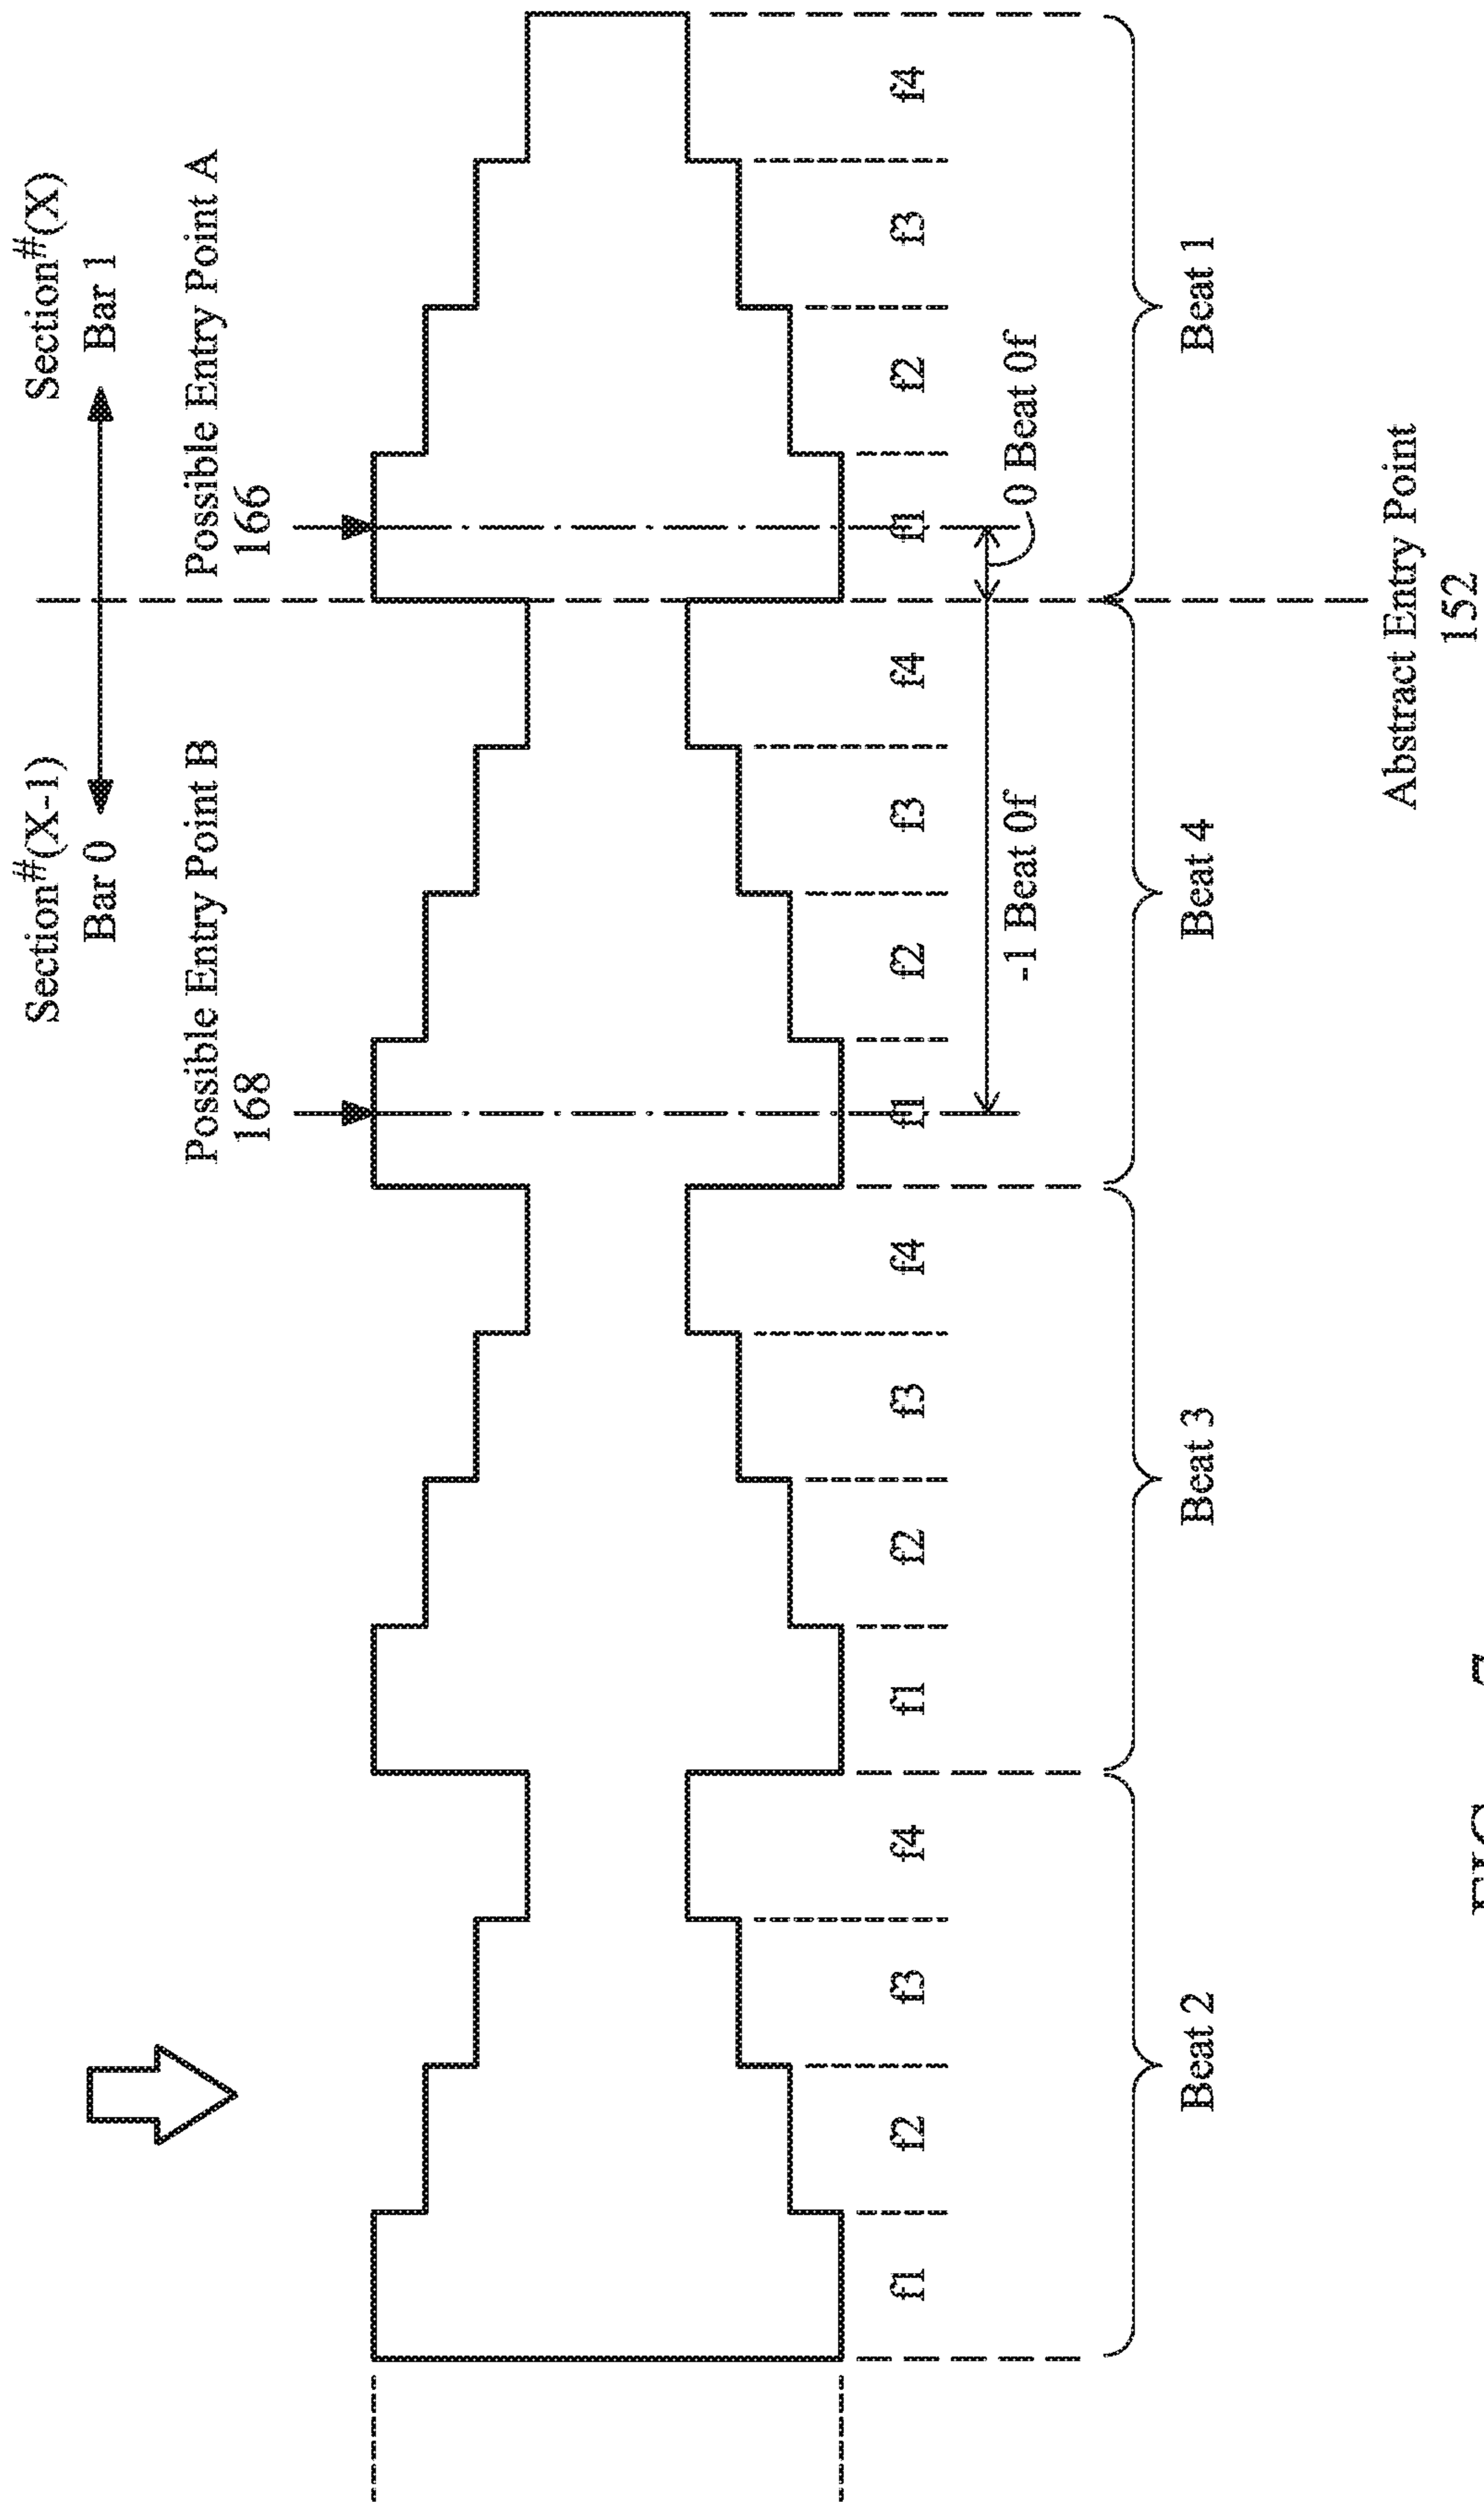 Section#(X-1)
Section#(X)
Bar 0
Bar 1
Possible Entry Point B
168
Possible Entry Point A
166
f1
f2
f3
f4
f1
f2
f3
f4
f1
f2
f3
f4
f1
f2
f3
f4
-1 Beat 0f
0 Beat 0f
Beat 2
Beat 3
Beat 4
Beat 1
Abstract Entry Point
152